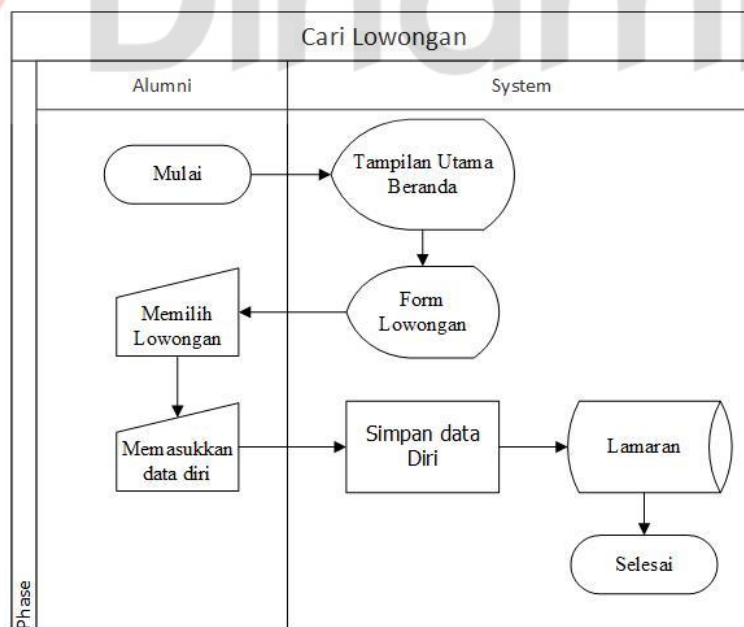 Cari Lowongan
Alumni
System
Mulai
Tampilan Utama
Beranda
Form
Lowongan
Memilih
Lowongan
Memasukkan
data diri
Simpan data
Diri
Lamaran
Selesai
Phase